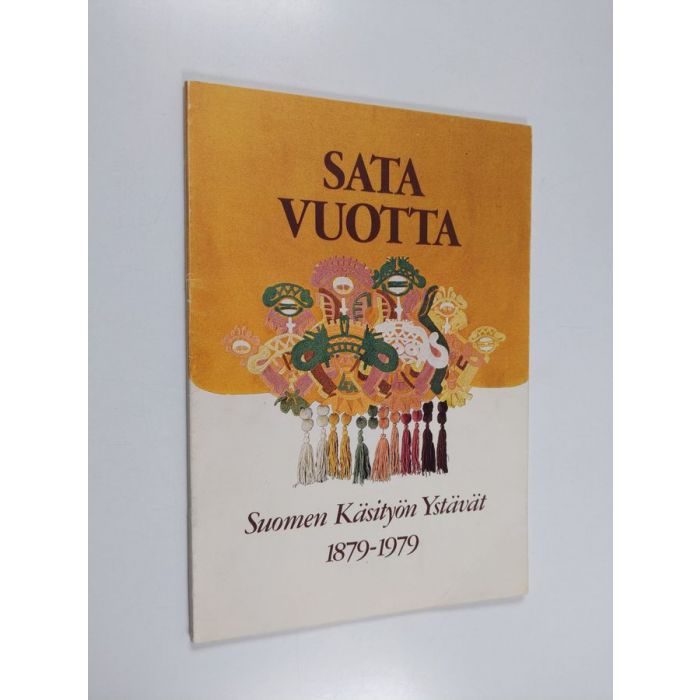 SATA
VUOTTA
Suomen Käsityön Ystävät
1879-1979